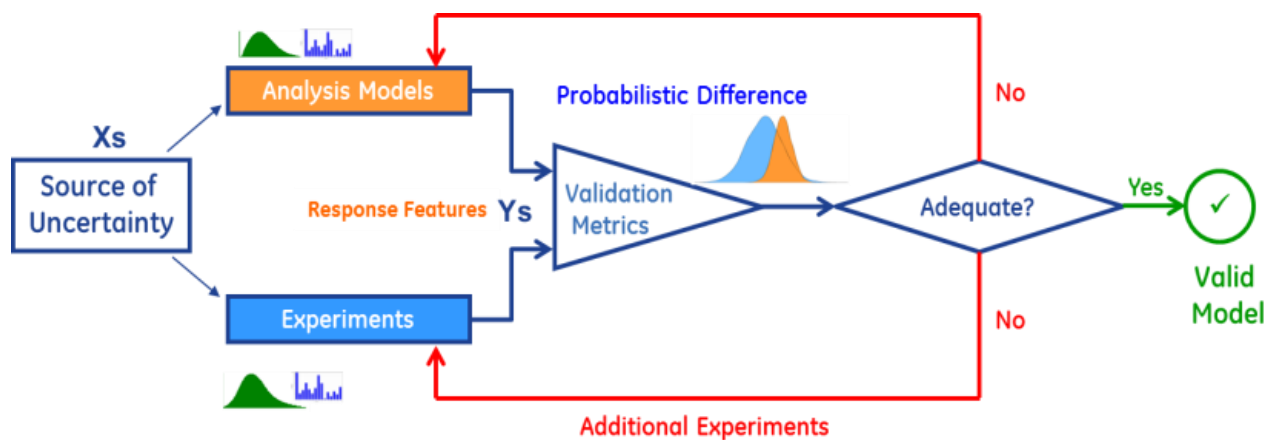 Analysis Models
Probabilistic Difference
No
Xs
Source of
Uncertainty
Response Features
Ys
Validation
Metrics
Adequate?
Yes
✓
Valid
Model
Experiments
No
Additional Experiments